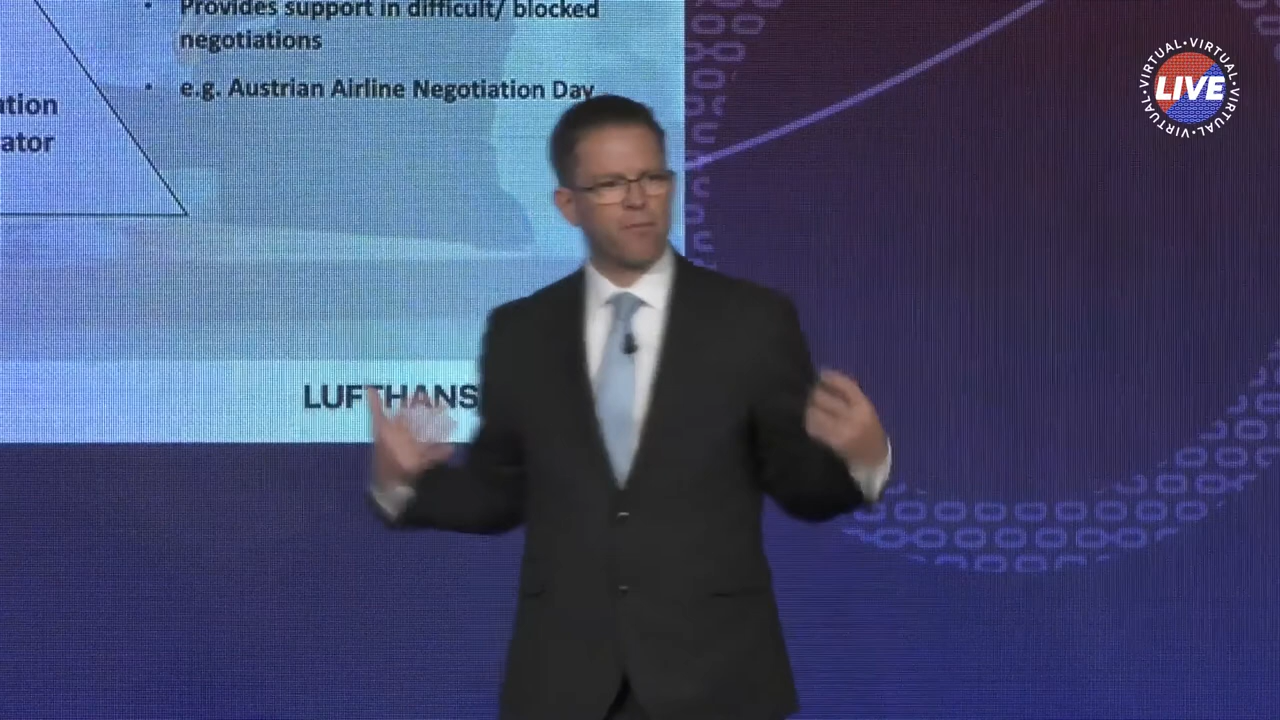 • Provides support in difficult/ blocked
negotiations
• e.g. Austrian Airline Negotiation Day
ation
ator
LUFTHANS
VIRTUAL•VIRTUAL•VIRTUAL•VIRTUAL•
LIVE